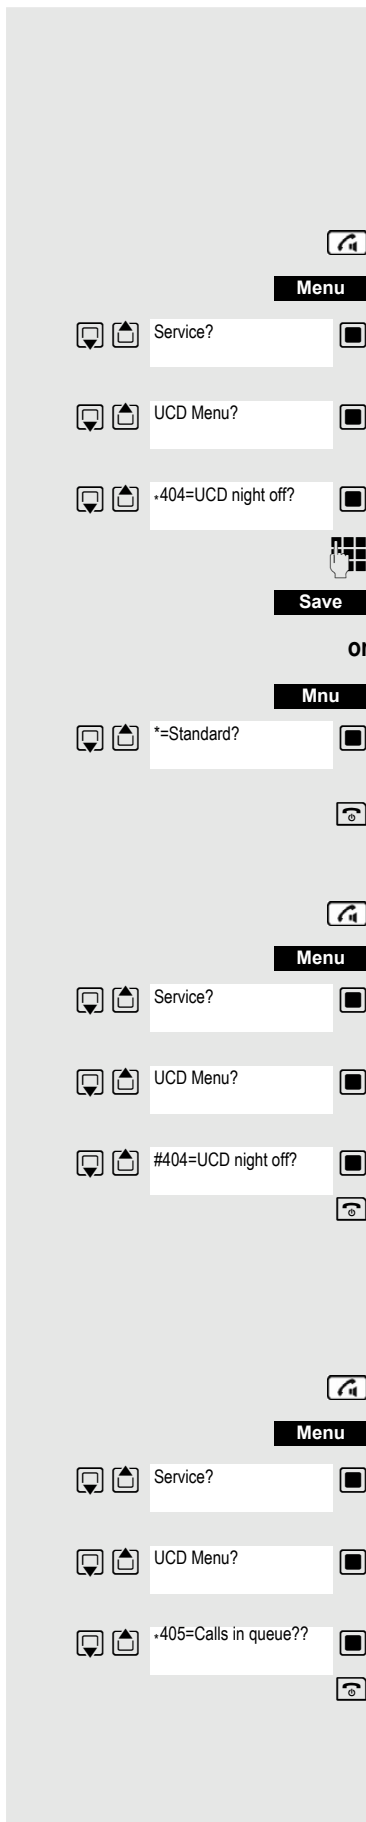 Menu
Service?
UCD Menu?
*404=UCD night off?
Save
or
Mnu
*=Standard?
Menu
Service?
UCD Menu?
#404=UCD night off?
Menu
Service?
UCD Menu?
*405=Calls in queue??